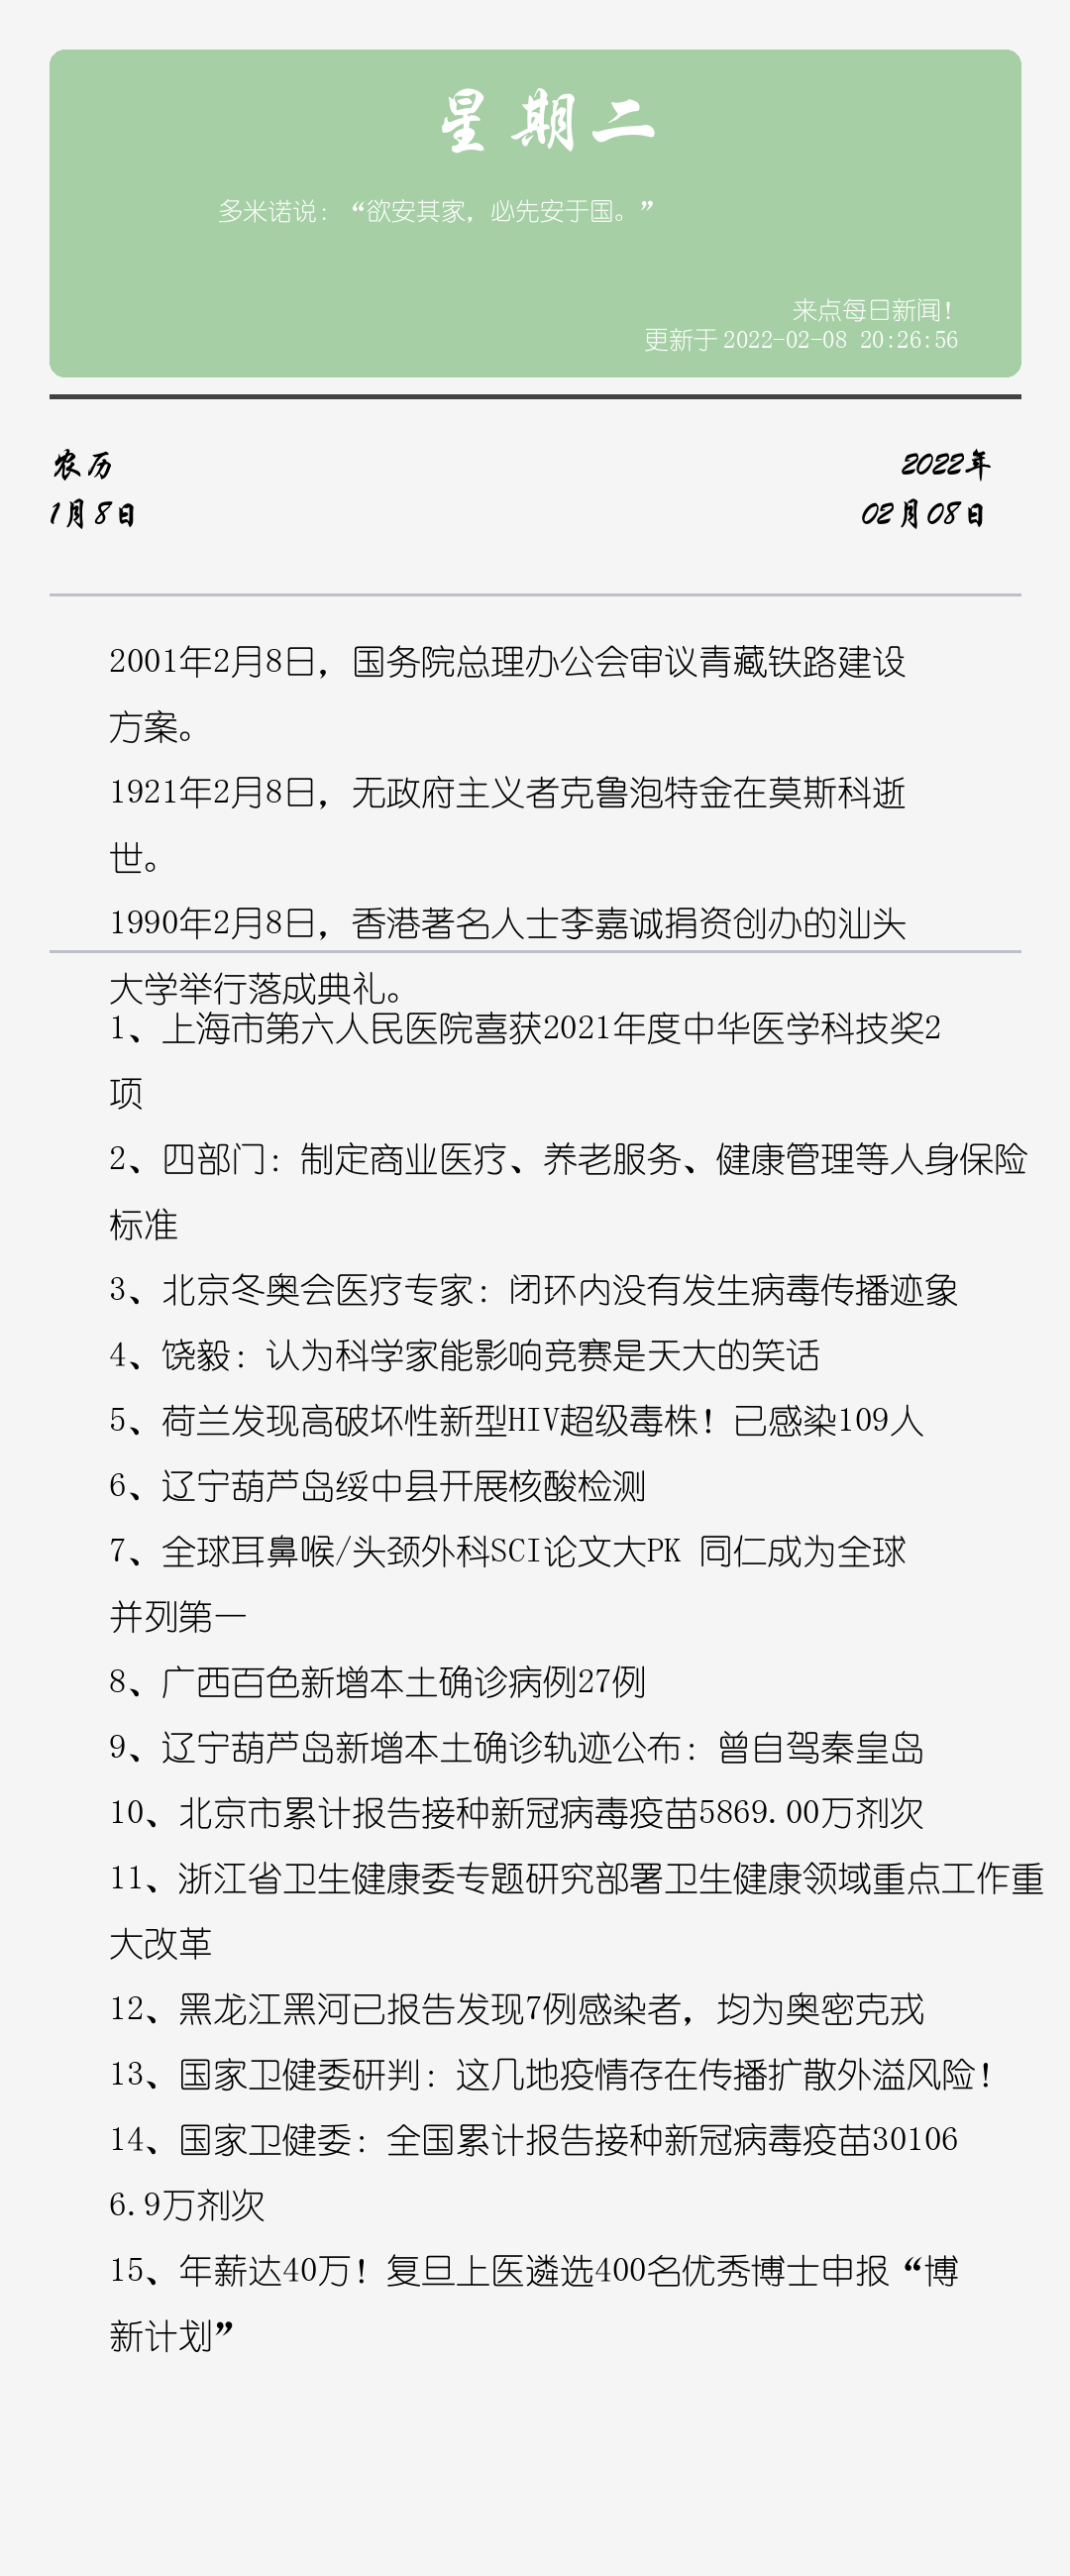 星期二
多米诺说：“欲安其家，必先安于国。”
来点每日新闻！
更新于 2022-02-08 20:26:56
农历
2022年
1月8日
02月08日
2001年2月8日，国务院总理办公会审议青藏铁路建设
方案。
1921年2月8日，无政府主义者克鲁泡特金在莫斯科逝
世。
1990年2月8日，香港著名人士李嘉诚捐资创办的汕头
大学举行落成典礼。
1、上海市第六人民医院喜获2021年度中华医学科技奖2
项
2、四部门：制定商业医疗、养老服务、健康管理等人身保险
标准
3、北京冬奥会医疗专家：闭环内没有发生病毒传播迹象
4、饶毅：认为科学家能影响竞赛是天大的笑话
5、荷兰发现高破坏性新型HIV超级毒株！已感染109人
6、辽宁葫芦岛绥中县开展核酸检测
7、全球耳鼻喉/头颈外科SCI论文大PK 同仁成为全球
并列第一
8、广西百色新增本土确诊病例27例
9、辽宁葫芦岛新增本土确诊轨迹公布：曾自驾秦皇岛
10、北京市累计报告接种新冠病毒疫苗5869.00万剂次
11、浙江省卫生健康委专题研究部署卫生健康领域重点工作重
大改革
12、黑龙江黑河已报告发现7例感染者，均为奥密克戎
13、国家卫健委研判：这几地疫情存在传播扩散外溢风险！
14、国家卫健委：全国累计报告接种新冠病毒疫苗30106
6.9万剂次
15、年薪达40万！复旦上医遴选400名优秀博士申报“博
新计划”